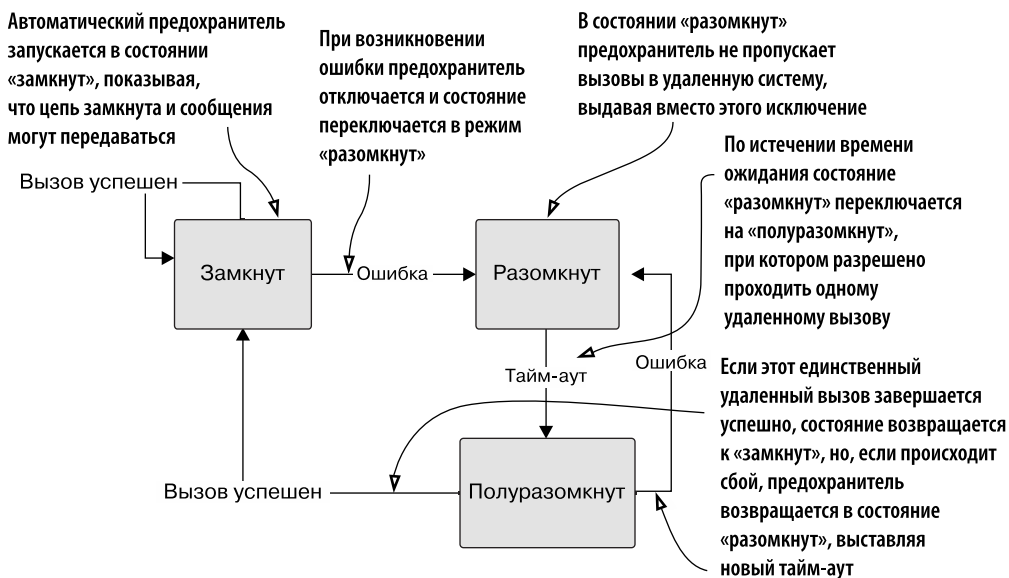 Автоматический предохранитель
запускается в состоянии
«замкнут», показывая,
что цепь замкнута и сообщения
могут передаваться
При возникновении
ошибки предохранитель
отключается и состояние
переключается в режим
«разомкнут»
В состоянии «разомкнут»
предохранитель не пропускает
вызовы в удаленную систему,
выдавая вместо этого исключение
По истечении времени
ожидания состояние
«разомкнут» переключается
на «полуразомкнут»,
при котором разрешено
проходить одному
удаленному вызову
Вызов успешен
Замкнут
Ошибка
Разомкнут
Тайм-аут
Ошибка
Если этот единственный
удаленный вызов завершается
успешно, состояние возвращается
к «замкнут», но, если происходит
сбой, предохранитель
возвращается в состояние
«разомкнут», выставляя
новый тайм-аут
Вызов успешен
Полуразомкнут